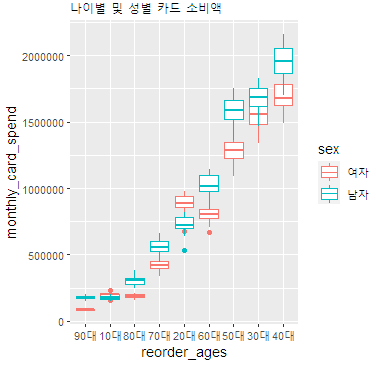 나이별 및 성별 카드 소비액
monthly_card_spend
2000000
1500000
1000000
500000
0
90대 10대 80대 70대 20대 60대 50대 30대 40대
reorder_ages
sex
여자
남자